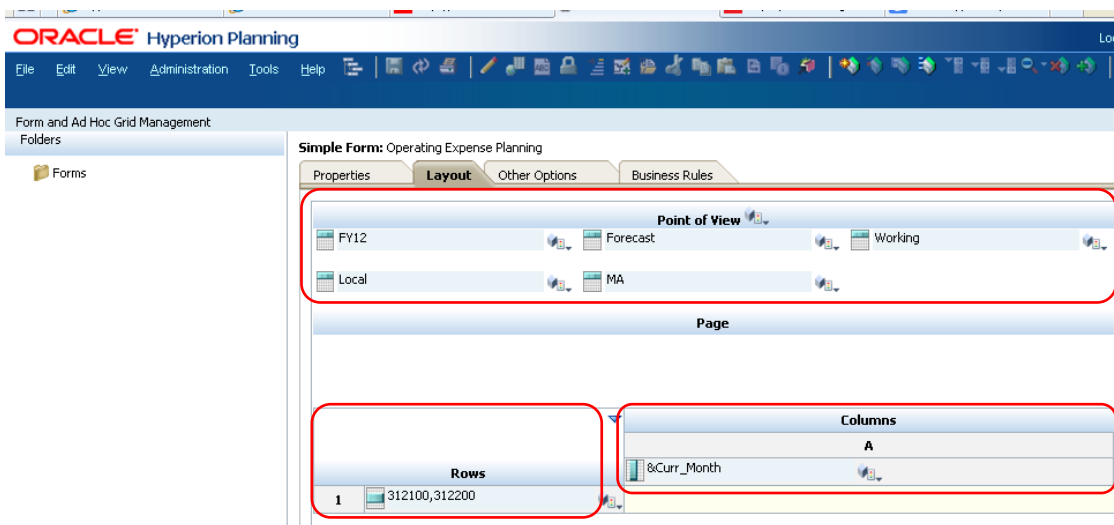 ORACLE Hyperion Planning
File Edit View Administration Tools Help
Form and Ad Hoc Grid Management
Folders
Forms
Simple Form: Operating Expense Planning
Properties Layout Other Options Business Rules
Point of View
FY12 Forecast Working
Local MA
Page
Columns
A
&Curr_Month
Rows
1 312100,312200